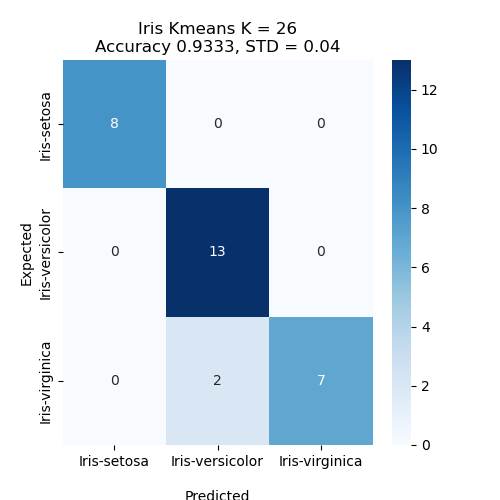 Iris Kmeans K = 26
Accuracy 0.9333, STD = 0.04
Expected
Iris-setosa
8 0 0
Iris-versicolor
0 13 0
Iris-virginica
0 2 7
Iris-setosa Iris-versicolor Iris-virginica
Predicted
12
10
8
6
4
2
0